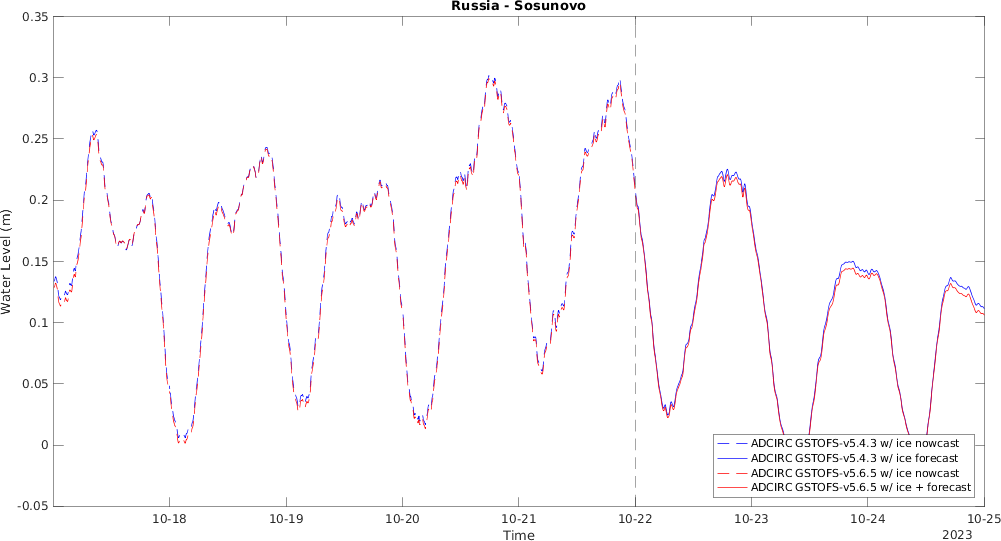 Russia - Sosunovo
0.35
0.3
0.25
0.2
0.15
0.1
0.05
0
-0.05
Water Level (m)
10-18
10-19
10-20
10-21
10-22
10-23
10-24
10-25
Time
2023
ADCIRC GSTOFS-v5.4.3 w/ ice nowcast
ADCIRC GSTOFS-v5.4.3 w/ ice forecast
ADCIRC GSTOFS-v5.6.5 w/ ice nowcast
ADCIRC GSTOFS-v5.6.5 w/ ice + forecast